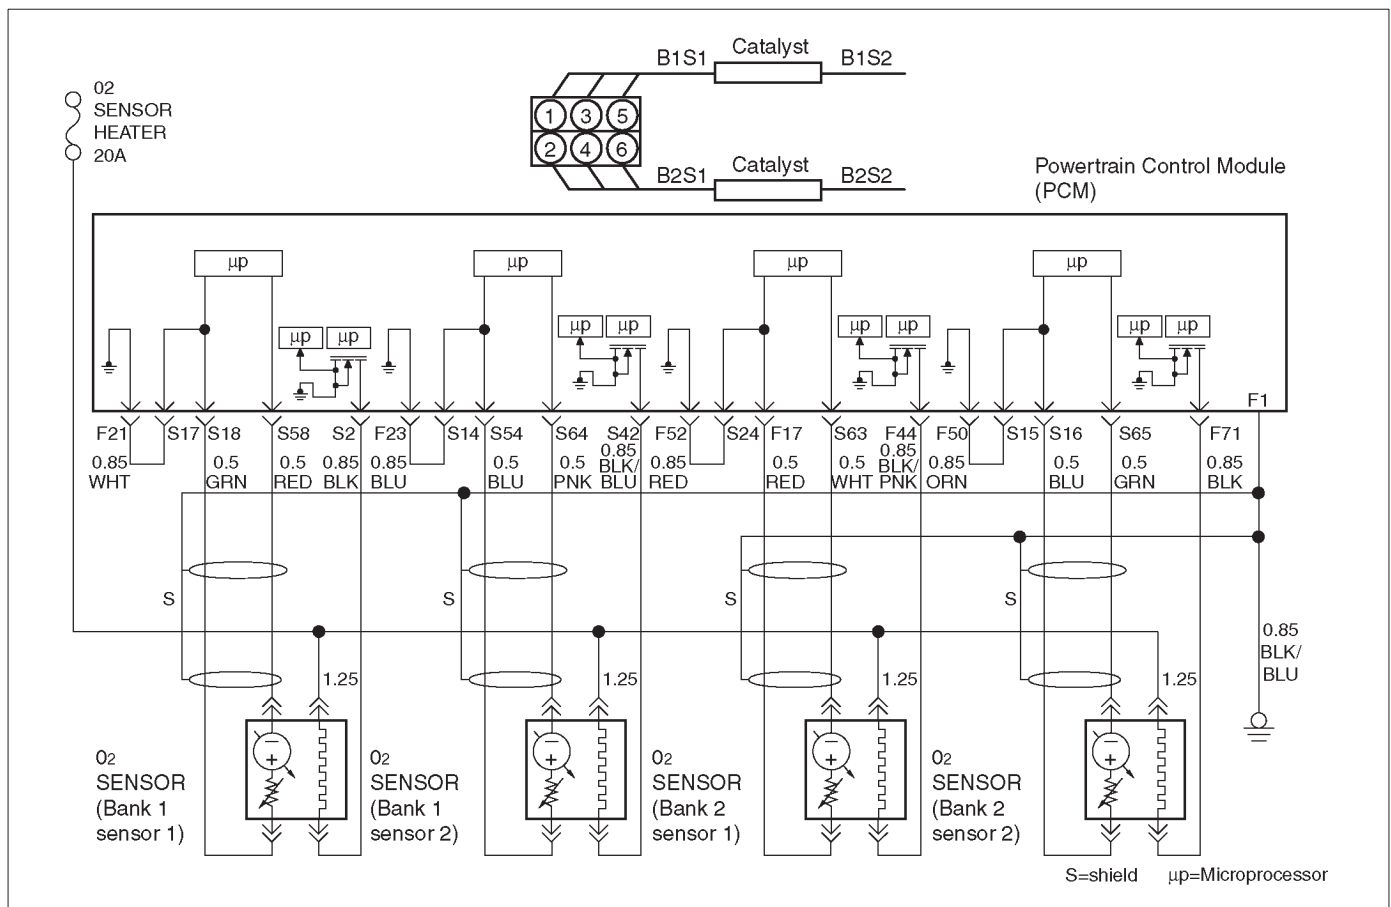 B1S1 Catalyst B1S2
02
SENSOR
HEATER
20A
1 3 5
2 4 6
B2S1 Catalyst B2S2
Powertrain Control Module
(PCM)
µp µp µp µp
µp µp µp µp µp µp µp µp
F1
F21 S17 S18 S58 S2 F23 S14 S54 S64 S42 F52 S24 F17 S63 F44 F50 S15 S16 S65 F71
0.85
WHT
0.5
GRN
0.5
RED
0.85
BLK
0.85
BLU
0.5
BLU
0.5
PNK
0.85
BLK/
BLU
0.85
RED
0.5
RED
0.5
WHT
0.85
BLK/
PNK
0.85
ORN
0.5
BLU
0.5
GRN
0.85
BLK
S S S S
0.85
BLK/
BLU
1.25 1.25 1.25 1.25
02
SENSOR
(Bank 1
sensor 1)
02
SENSOR
(Bank 1
sensor 2)
02
SENSOR
(Bank 2
sensor 1)
02
SENSOR
(Bank 2
sensor 2)
S=shield µp=Microprocessor